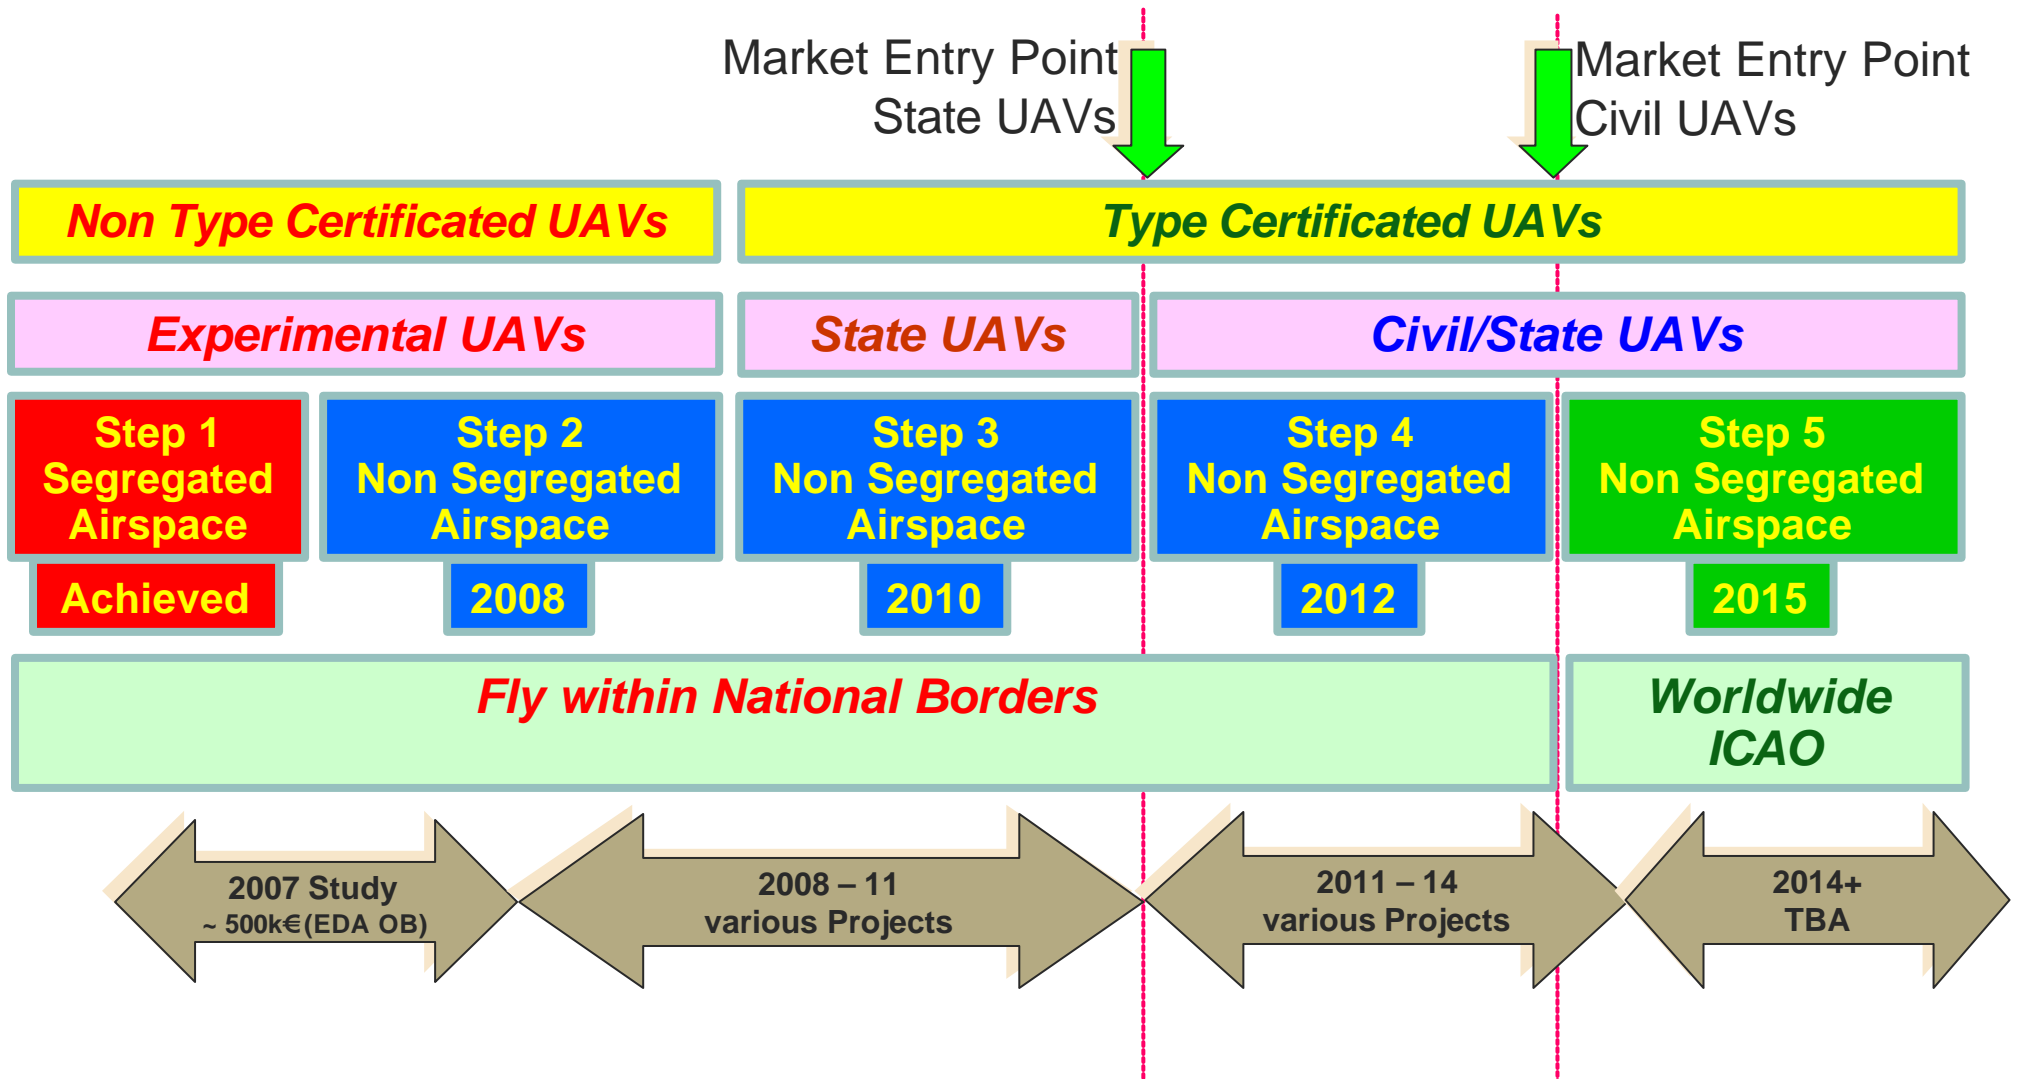 Market Entry Point
State UAVs
Market Entry Point
Civil UAVs
Non Type Certificated UAVs
Type Certificated UAVs
Experimental UAVs
State UAVs
Civil/State UAVs
Step 1
Segregated
Airspace
Step 2
Non Segregated
Airspace
Step 3
Non Segregated
Airspace
Step 4
Non Segregated
Airspace
Step 5
Non Segregated
Airspace
Achieved
2008
2010
2012
2015
Fly within National Borders
Worldwide
ICAO
2007 Study
~ 500k€(EDA OB)
2008 – 11
various Projects
2011 – 14
various Projects
2014+
TBA